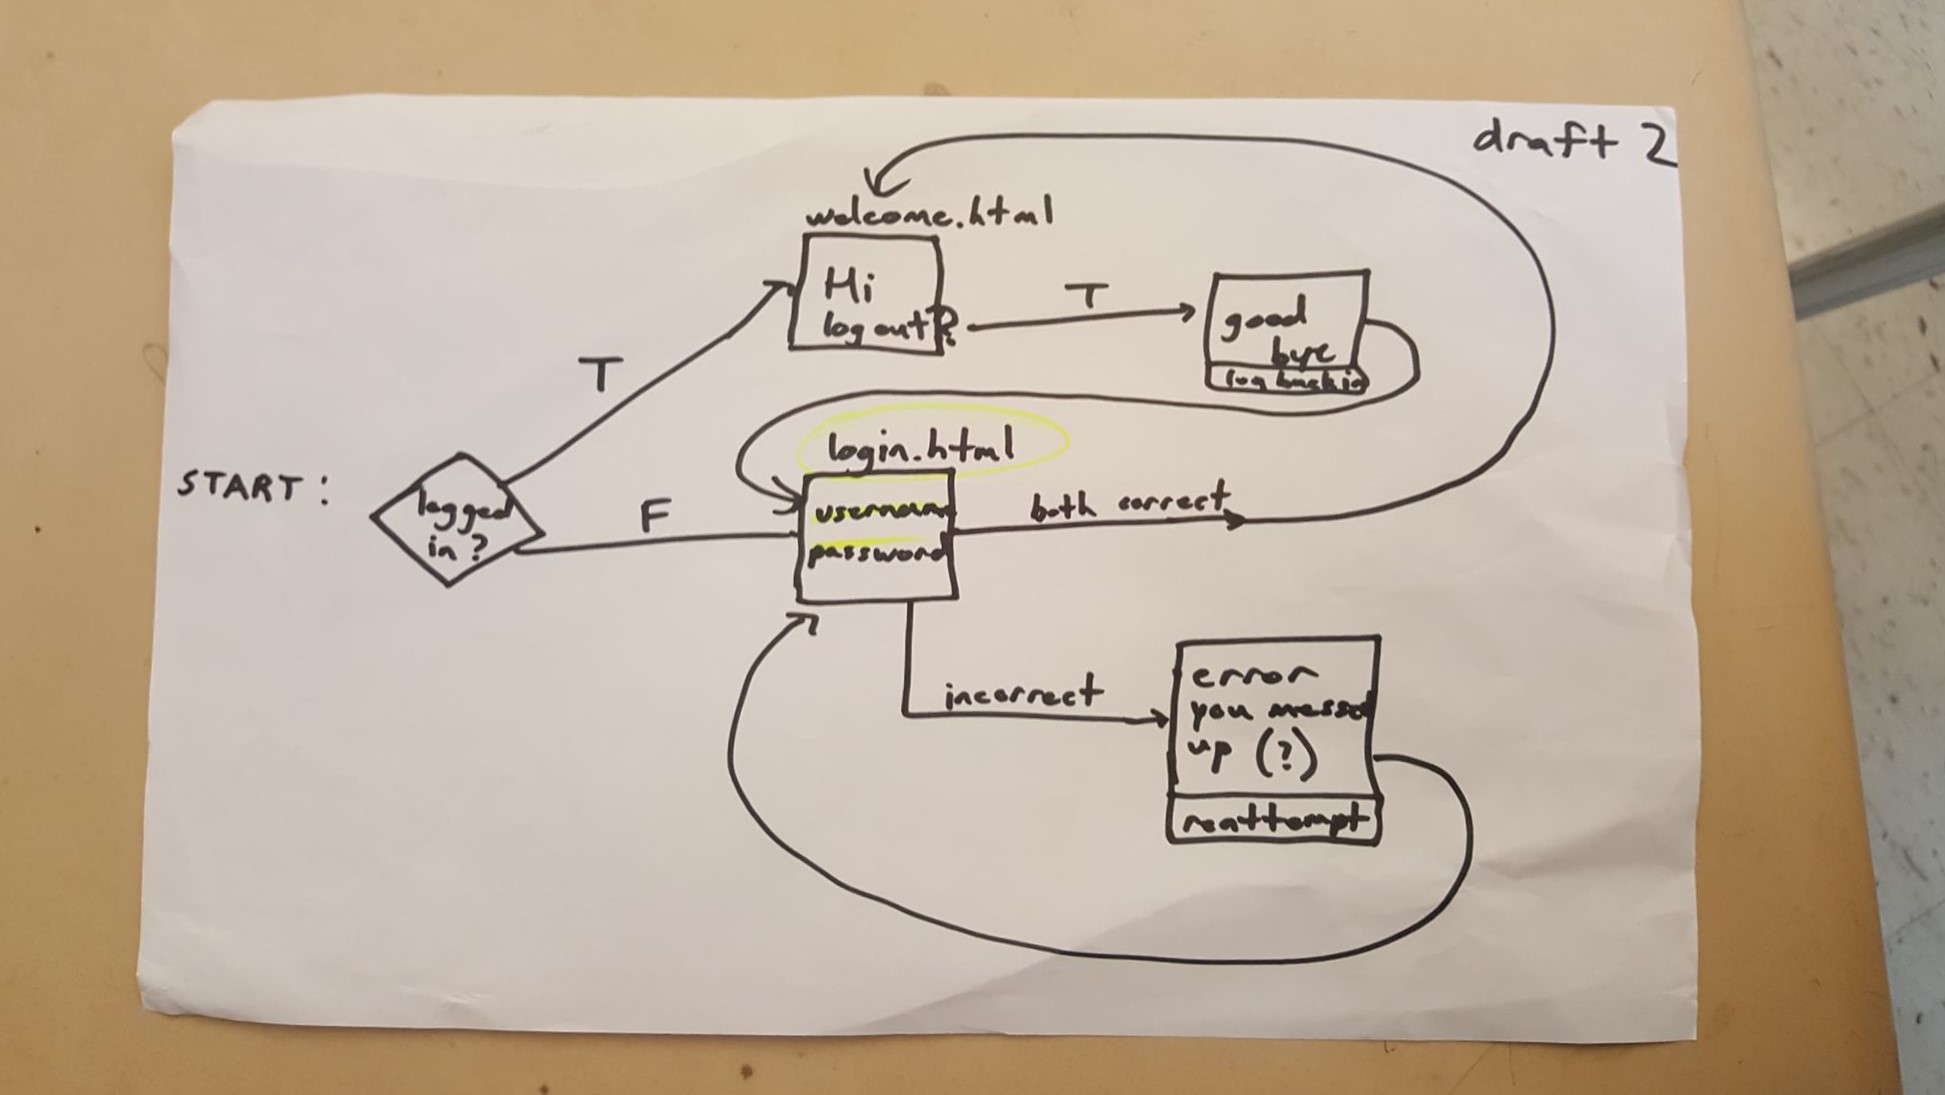 draft 2
welcome.html
Hi
log out?
T
good
bye
log back in
T
login.html
START:
logged
in?
F
username
password
both correct
incorrect
error
you messed
up (?)
reattempt